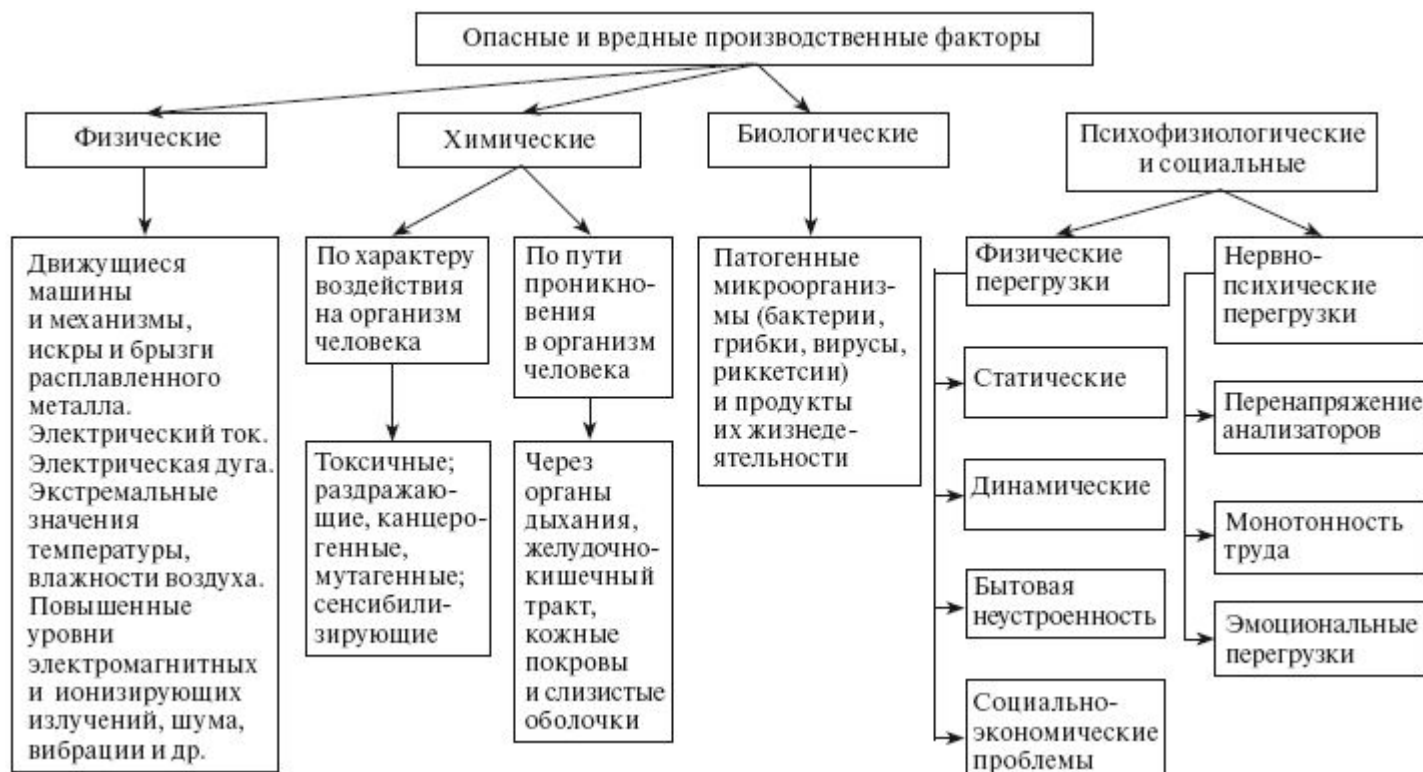 Опасные и вредные производственные факторы
Физические
Химические
Биологические
Психофизиологические
и социальные
Движущиеся
машины
и механизмы,
искры и брызги
расплавленного
металла.
Электрический ток.
Электрическая дуга.
Экстремальные
значения
температуры,
влажности воздуха.
Повышенные
уровни
электромагнитных
и ионизирующих
излучений, шума,
вибрации и др.
По характеру
воздействия
на организм
человека
Токсичные;
раздражаю-
щие, канцеро-
генные,
мутагенные;
сенсибили-
зирующие
По пути
проникно-
вения
в организм
человека
Через
органы
дыхания,
желудочно-
кишечный
тракт,
кожные
покровы
и слизистые
оболочки
Патогенные
микроорганиз-
мы (бактерии,
грибки, вирусы,
риккетсии)
и продукты
их жизнеде-
ятельности
Физические
перегрузки
Статические
Динамические
Бытовая
неустроенность
Социально-
экономические
проблемы
Нервно-
психические
перегрузки
Перенапряжение
анализаторов
Монотонность
труда
Эмоциональные
перегрузки